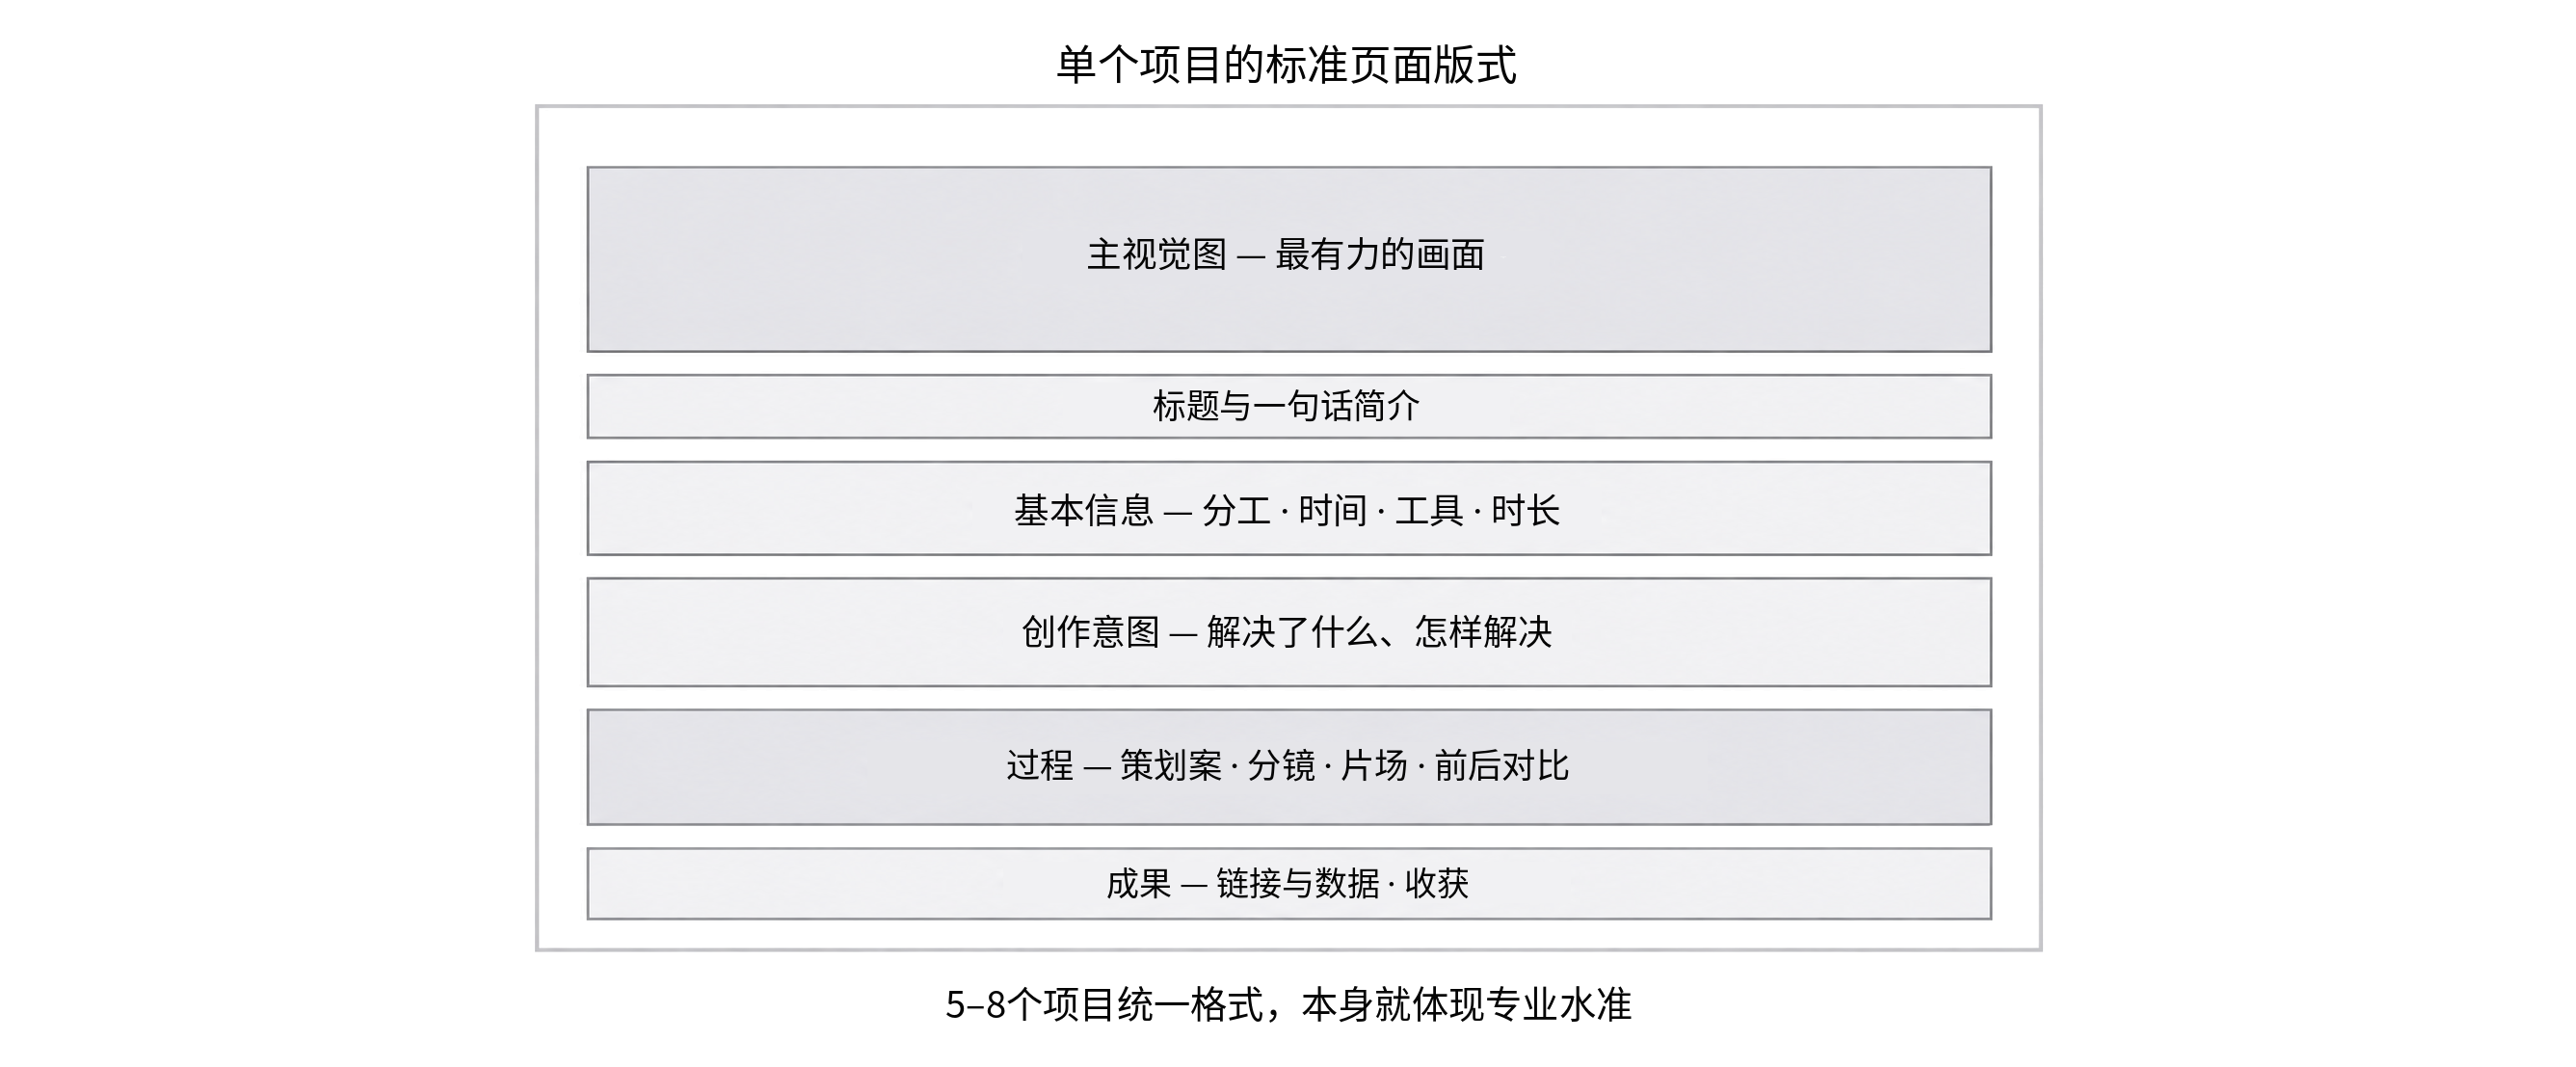 单个项目的标准页面版式
主视觉图 — 最有力的画面
标题与一句话简介
基本信息 — 分工 · 时间 · 工具 · 时长
创作意图 — 解决了什么、怎样解决
过程 — 策划案 · 分镜 · 片场 · 前后对比
成果 — 链接与数据 · 收获
5–8个项目统一格式，本身就体现专业水准